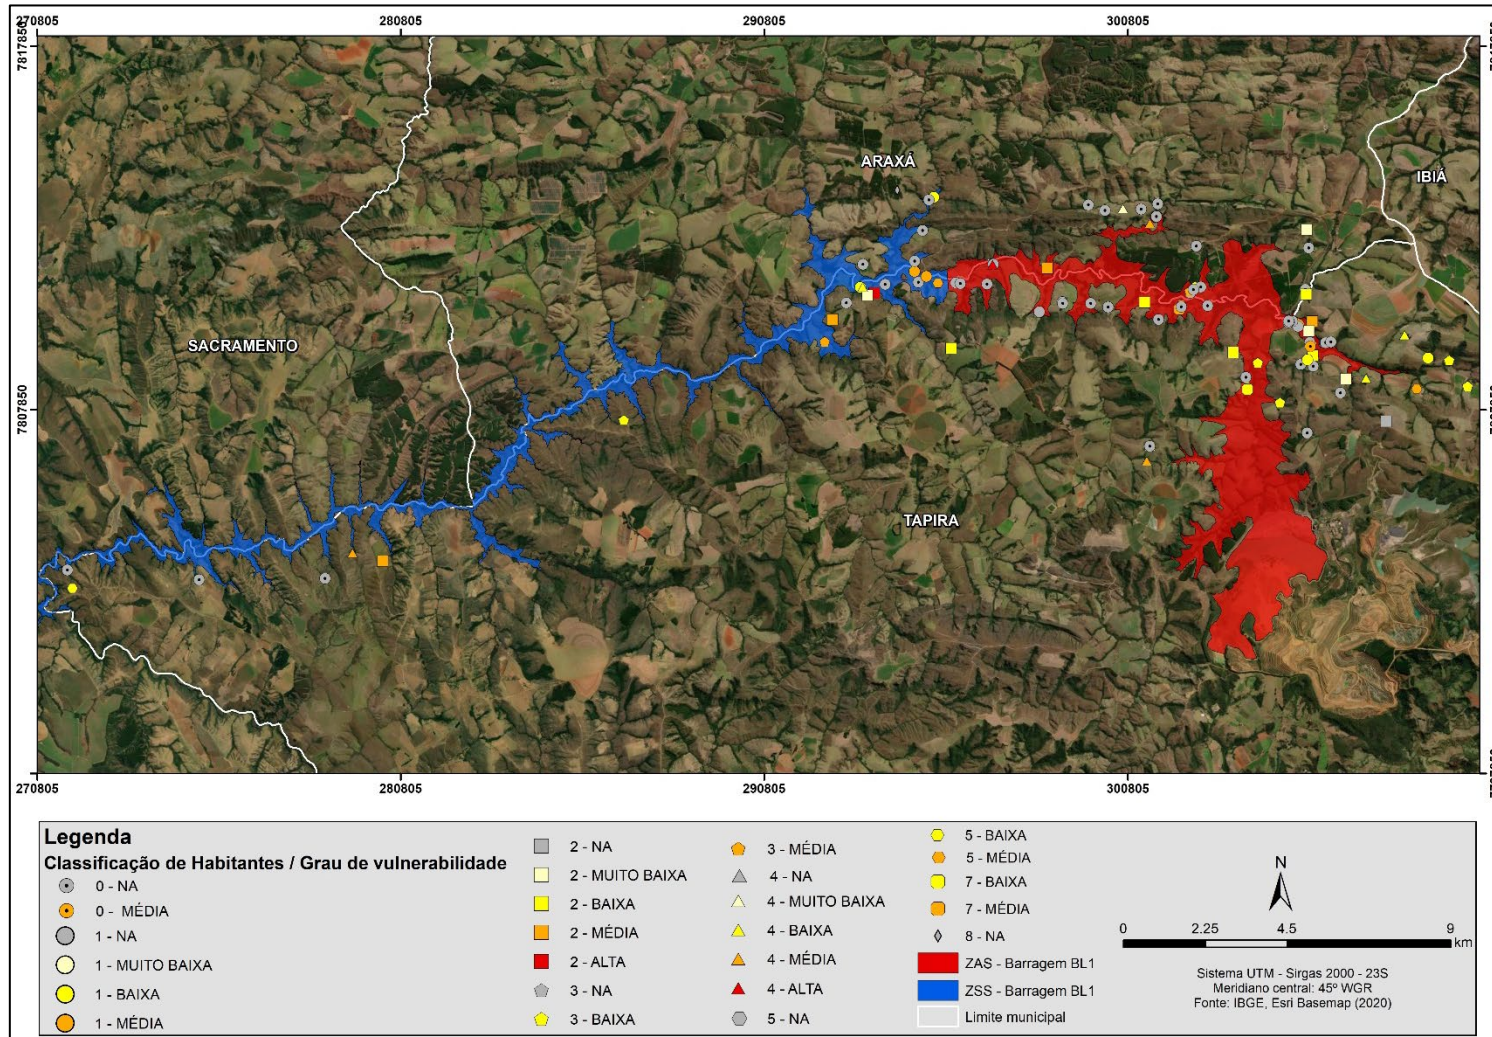 270805
280805
290805
300805
7817850
ARAXÁ
IBIÁ
SACRAMENTO
7807850
TAPIRA
270805
280805
290805
300805
Legenda
Classificação de Habitantes / Grau de vulnerabilidade
0 - NA
0 - MÉDIA
1 - NA
1 - MUITO BAIXA
1 - BAIXA
1 - MÉDIA
2 - NA
2 - MUITO BAIXA
2 - BAIXA
2 - MÉDIA
2 - ALTA
3 - NA
3 - BAIXA
3 - MÉDIA
4 - NA
4 - MUITO BAIXA
4 - BAIXA
4 - MÉDIA
4 - ALTA
5 - NA
5 - BAIXA
5 - MÉDIA
7 - BAIXA
7 - MÉDIA
8 - NA
ZAS - Barragem BL1
ZSS - Barragem BL1
Limite municipal
N
0 2.25 4.5 9
km
Sistema UTM - Sirgas 2000 - 23S
Meridiano central: 45º WGR
Fonte: IBGE, Esri Basemap (2020)